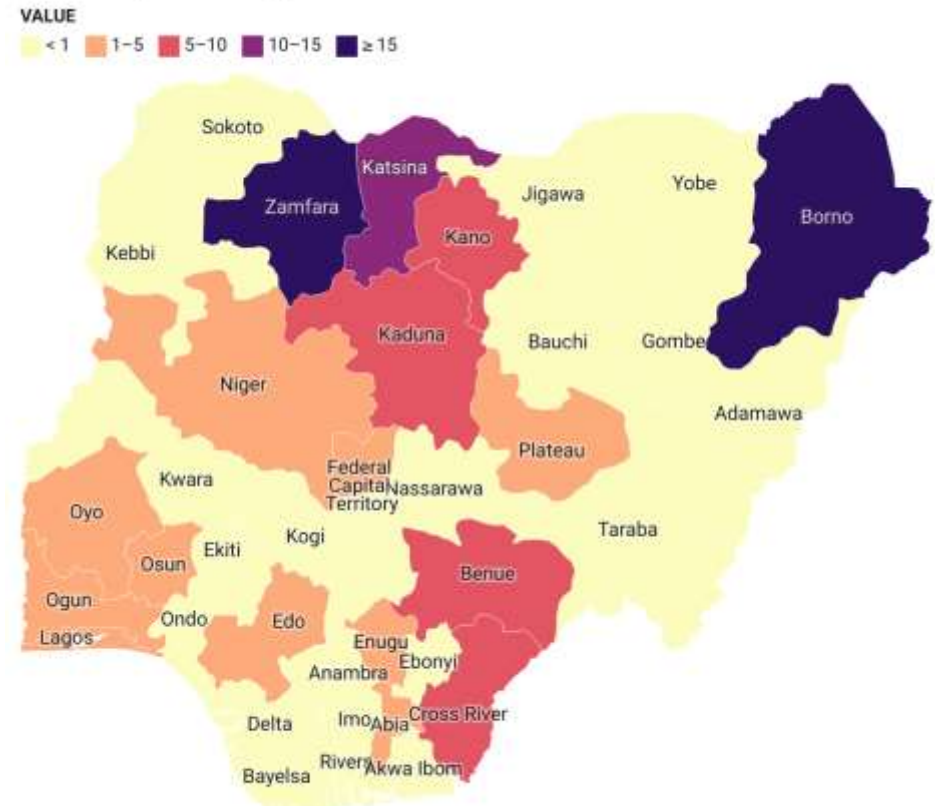 VALUE
< 1 1–5 5–10 10–15 ≥ 15
Sokoto
Katsina
Zamfara
Jigawa
Yobe
Borno
Kano
Kebbi
Kaduna
Bauchi
Gombe
Niger
Adamawa
Plateau
Federal
Capital
Territory
Nassarawa
Kwara
Oyo
Taraba
Kogi
Ekiti
Osun
Benue
Ogun
Ondo
Edo
Lagos
Enugu
Ebonyi
Anambra
Delta
Imo
Abia
Cross River
Rivers
Akwa Ibom
Bayelsa